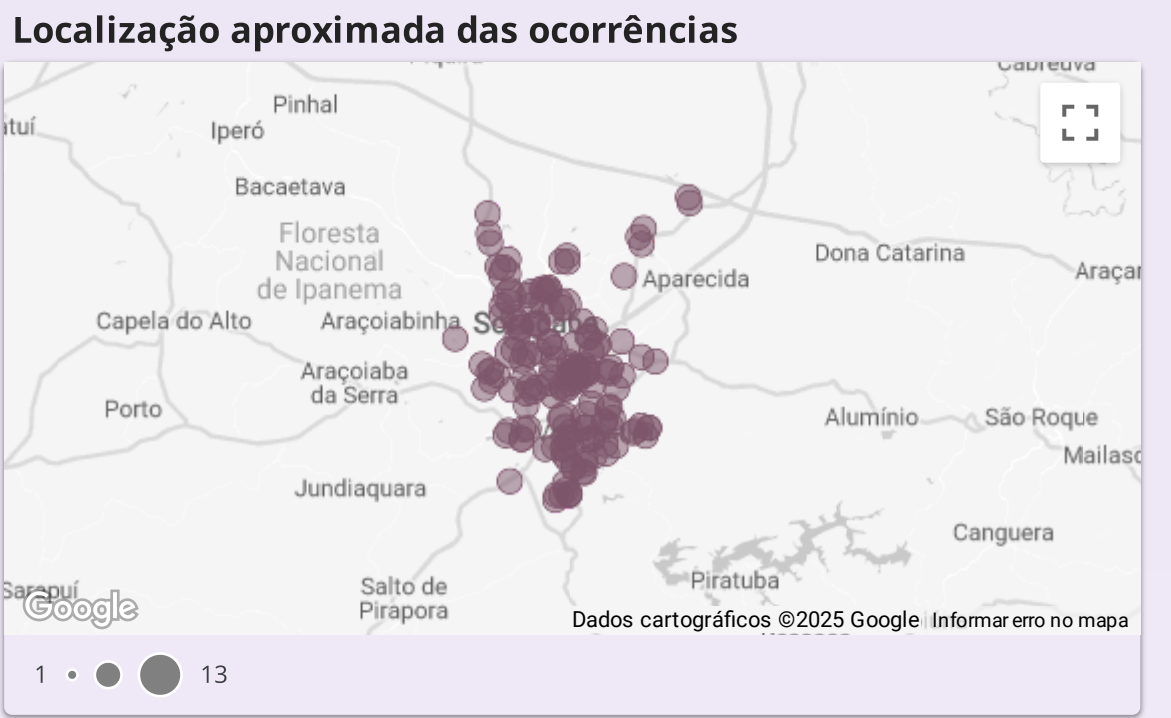 Localização aproximada das ocorrências
Cabreúva
Pinhal
Iperó
Bacaetava
Floresta
Nacional
de Ipanema
Dona Catarina
Aparecida
Capela do Alto
Araçoiabinha
Araçoiaba
da Serra
Porto
Alumínio
São Roque
Jundiaquara
Canguera
Salto de
Pirapora
Piratuba
Sarapuí
Google
Dados cartográficos ©2025 Google
Informar erro no mapa
1
13